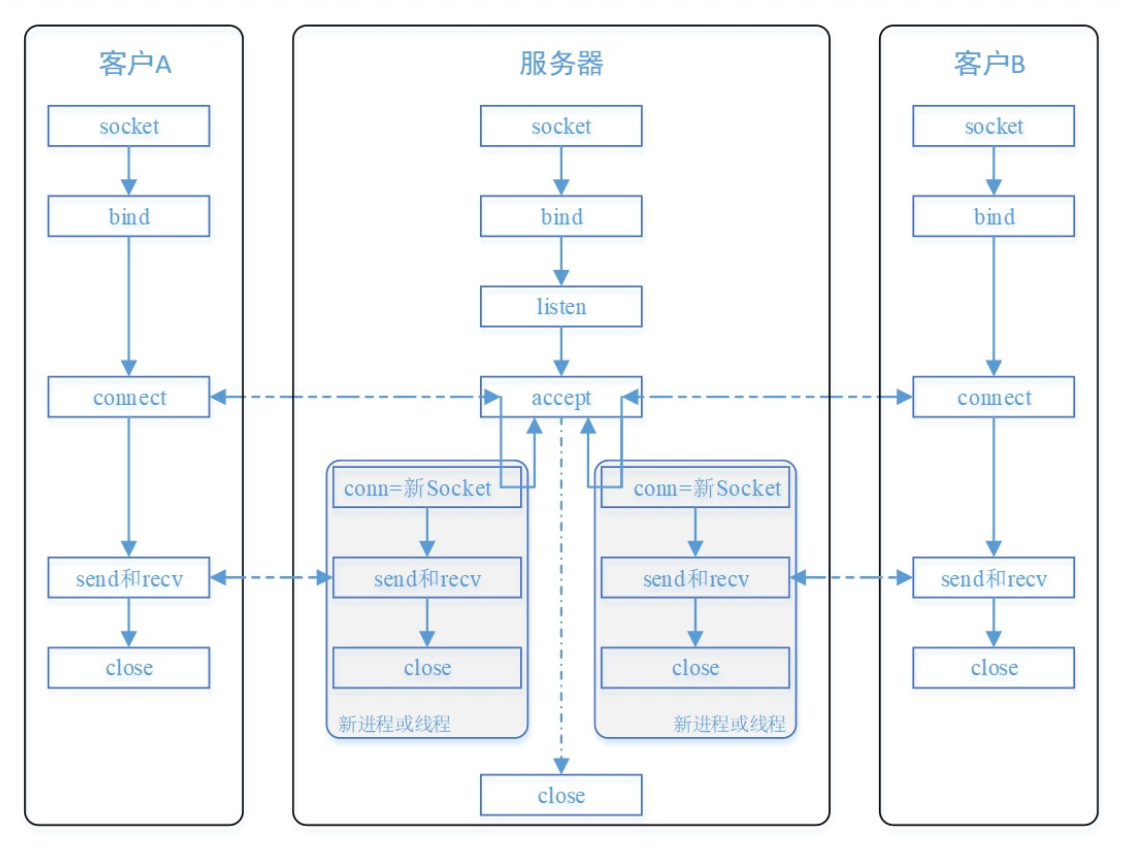 客户A
socket
bind
connect
send和recv
close
服务器
socket
bind
listen
accept
conn=新Socket
send和recv
close
新进程或线程
conn=新Socket
send和recv
close
新进程或线程
close
客户B
socket
bind
connect
send和recv
close